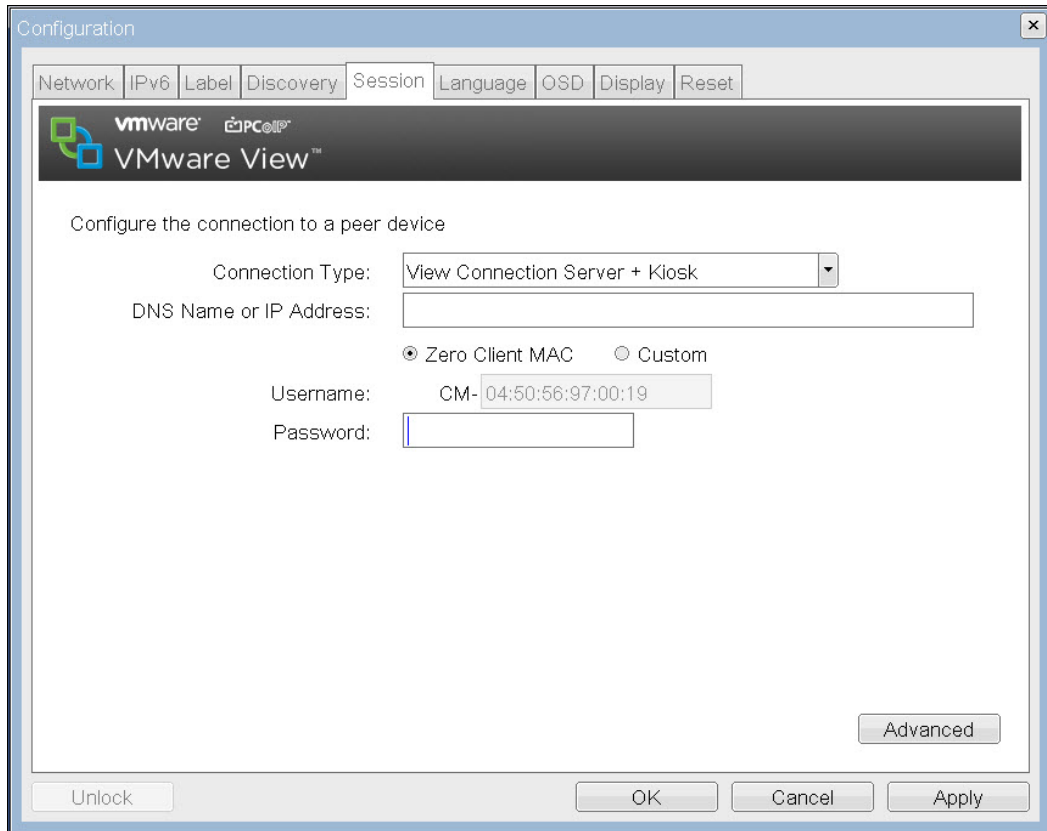 Configuration
Network IPv6 Label Discovery Session Language OSD Display Reset
vmware PCoIP
VMware View™
Configure the connection to a peer device
Connection Type: View Connection Server + Kiosk
DNS Name or IP Address:
Zero Client MAC Custom
Username: CM- 04:50:56:97:00:19
Password:
Advanced
Unlock OK Cancel Apply